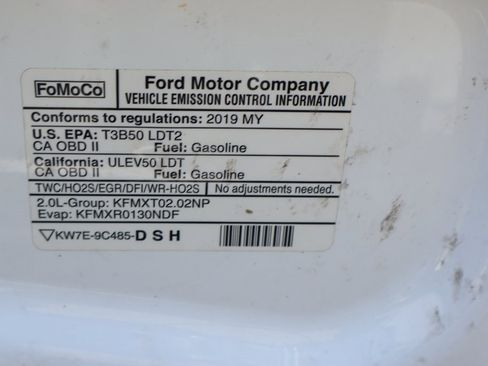 FoMoCo
Ford Motor Company
VEHICLE EMISSION CONTROL INFORMATION
Conforms to regulations: 2019 MY
U.S. EPA: T3B50 LDT2
CA OBD II Fuel: Gasoline
California: ULEV50 LDT
CA OBD II Fuel: Gasoline
TWC/HO2S/EGR/DFI/WR-HO2S No adjustments needed.
2.0L-Group: KFMXT02.02NP
Evap: KFMXR0130NDF
KW7E-9C485-DSH